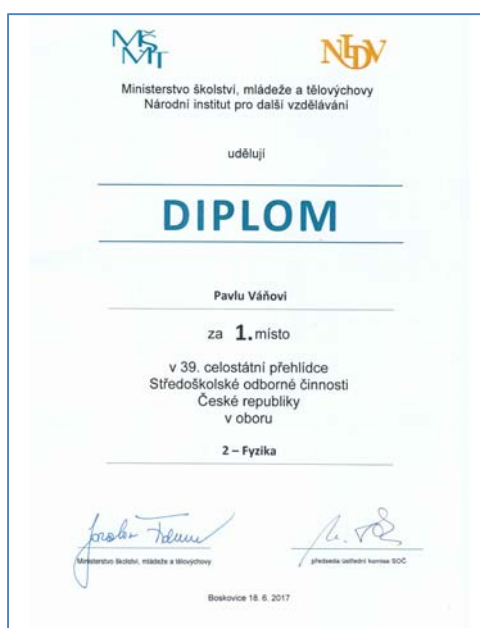 MŠMT
NIDV
Ministerstvo školství, mládeže a tělovýchovy
Národní institut pro další vzdělávání
udělují
DIPLOM
Pavlu Váňovi
za 1. místo
v 39. celostátní přehlídce
Středoškolské odborné činnosti
České republiky
v oboru
2 – Fyzika
Ministerstvo školství, mládeže a tělovýchovy
předseda ústřední komise SOČ
Boskovice 18. 6. 2017